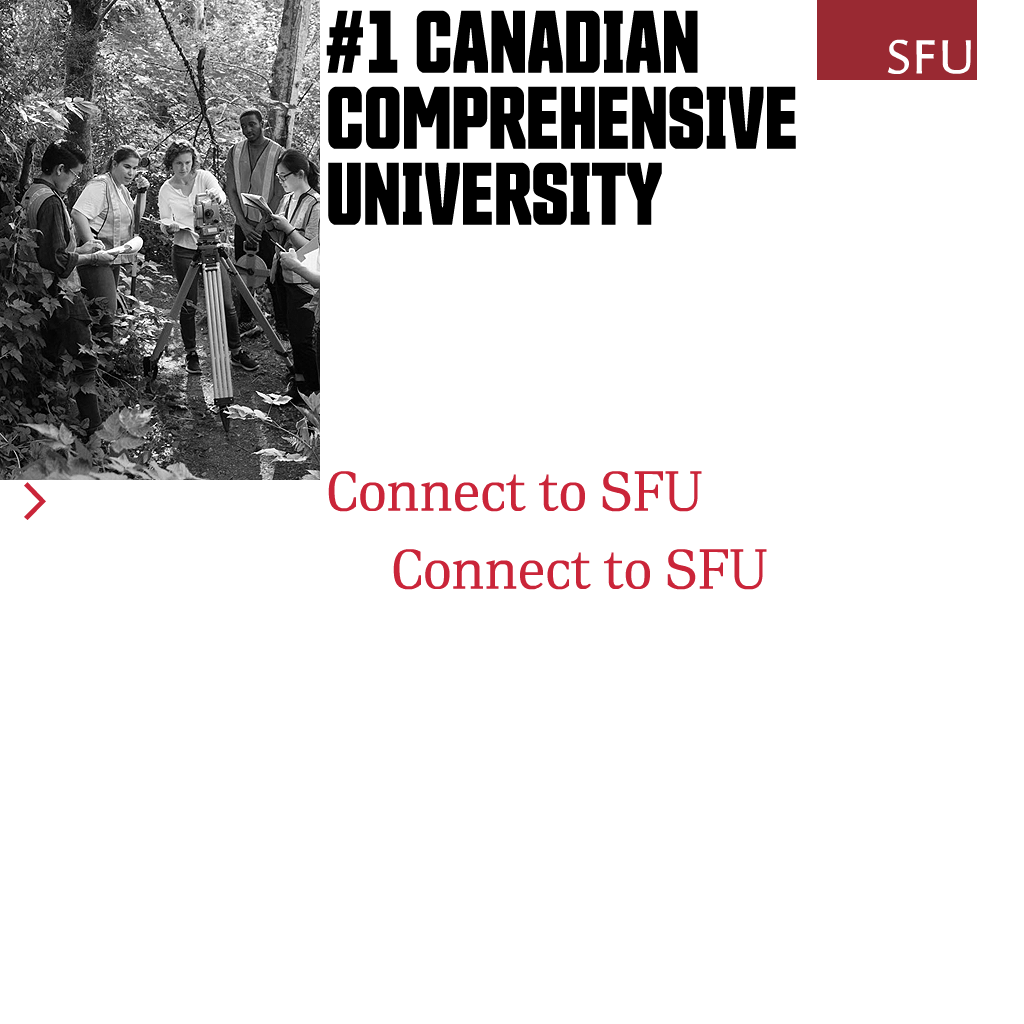 #1 CANADIAN
COMPREHENSIVE
UNIVERSITY
SFU
Connect to SFU
Connect to SFU